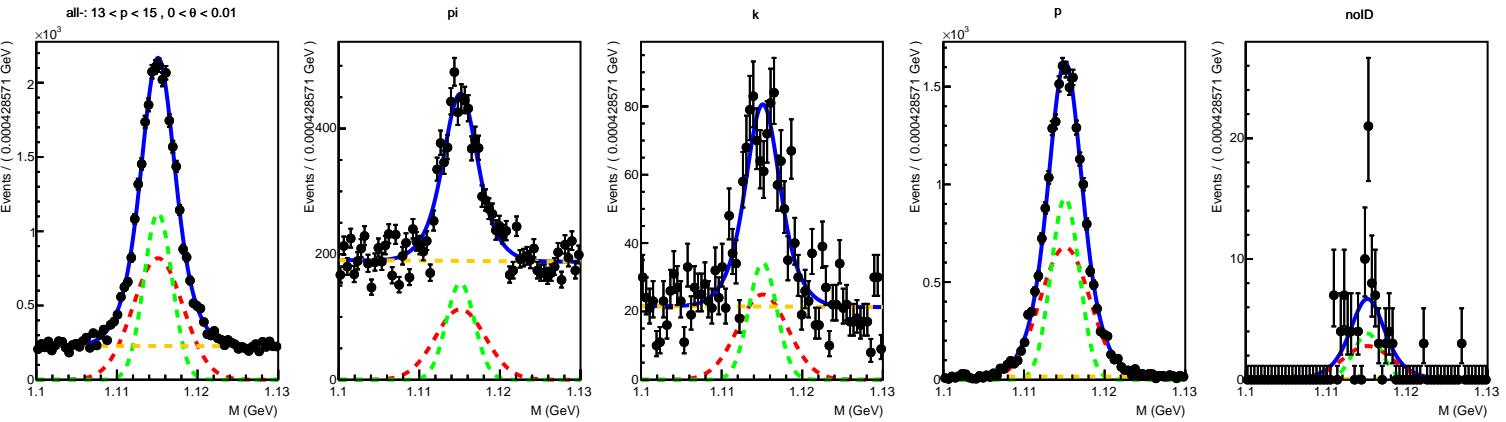 all-: 13 < p < 15 , 0 < θ < 0.01
×10³
Events / ( 0.000428571 GeV )
2
1.5
1
0.5
0
1.1 1.11 1.12 1.13
M (GeV)
pi
Events / ( 0.000428571 GeV )
400
200
0
1.1 1.11 1.12 1.13
M (GeV)
k
Events / ( 0.000428571 GeV )
80
60
40
20
0
1.1 1.11 1.12 1.13
M (GeV)
p
×10³
Events / ( 0.000428571 GeV )
1.5
1
0.5
0
1.1 1.11 1.12 1.13
M (GeV)
noID
Events / ( 0.000428571 GeV )
20
10
0
1.1 1.11 1.12 1.13
M (GeV)